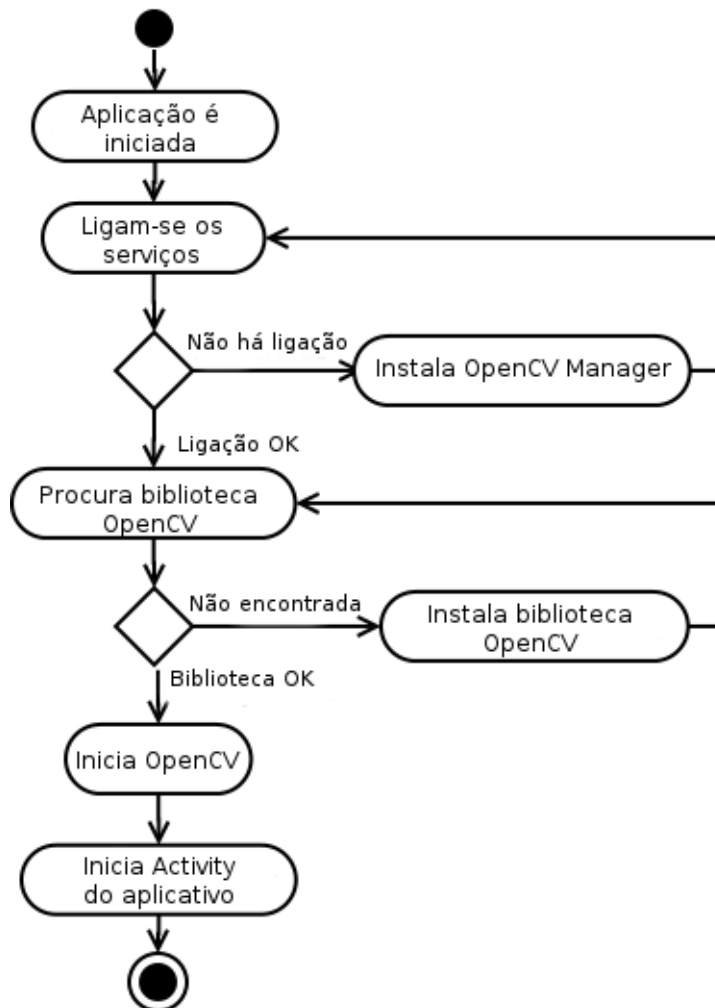 Aplicação é
iniciada
Ligam-se os
serviços
Não há ligação
Instala OpenCV Manager
Ligação OK
Procura biblioteca
OpenCV
Não encontrada
Instala biblioteca
OpenCV
Biblioteca OK
Inicia OpenCV
Inicia Activity
do aplicativo